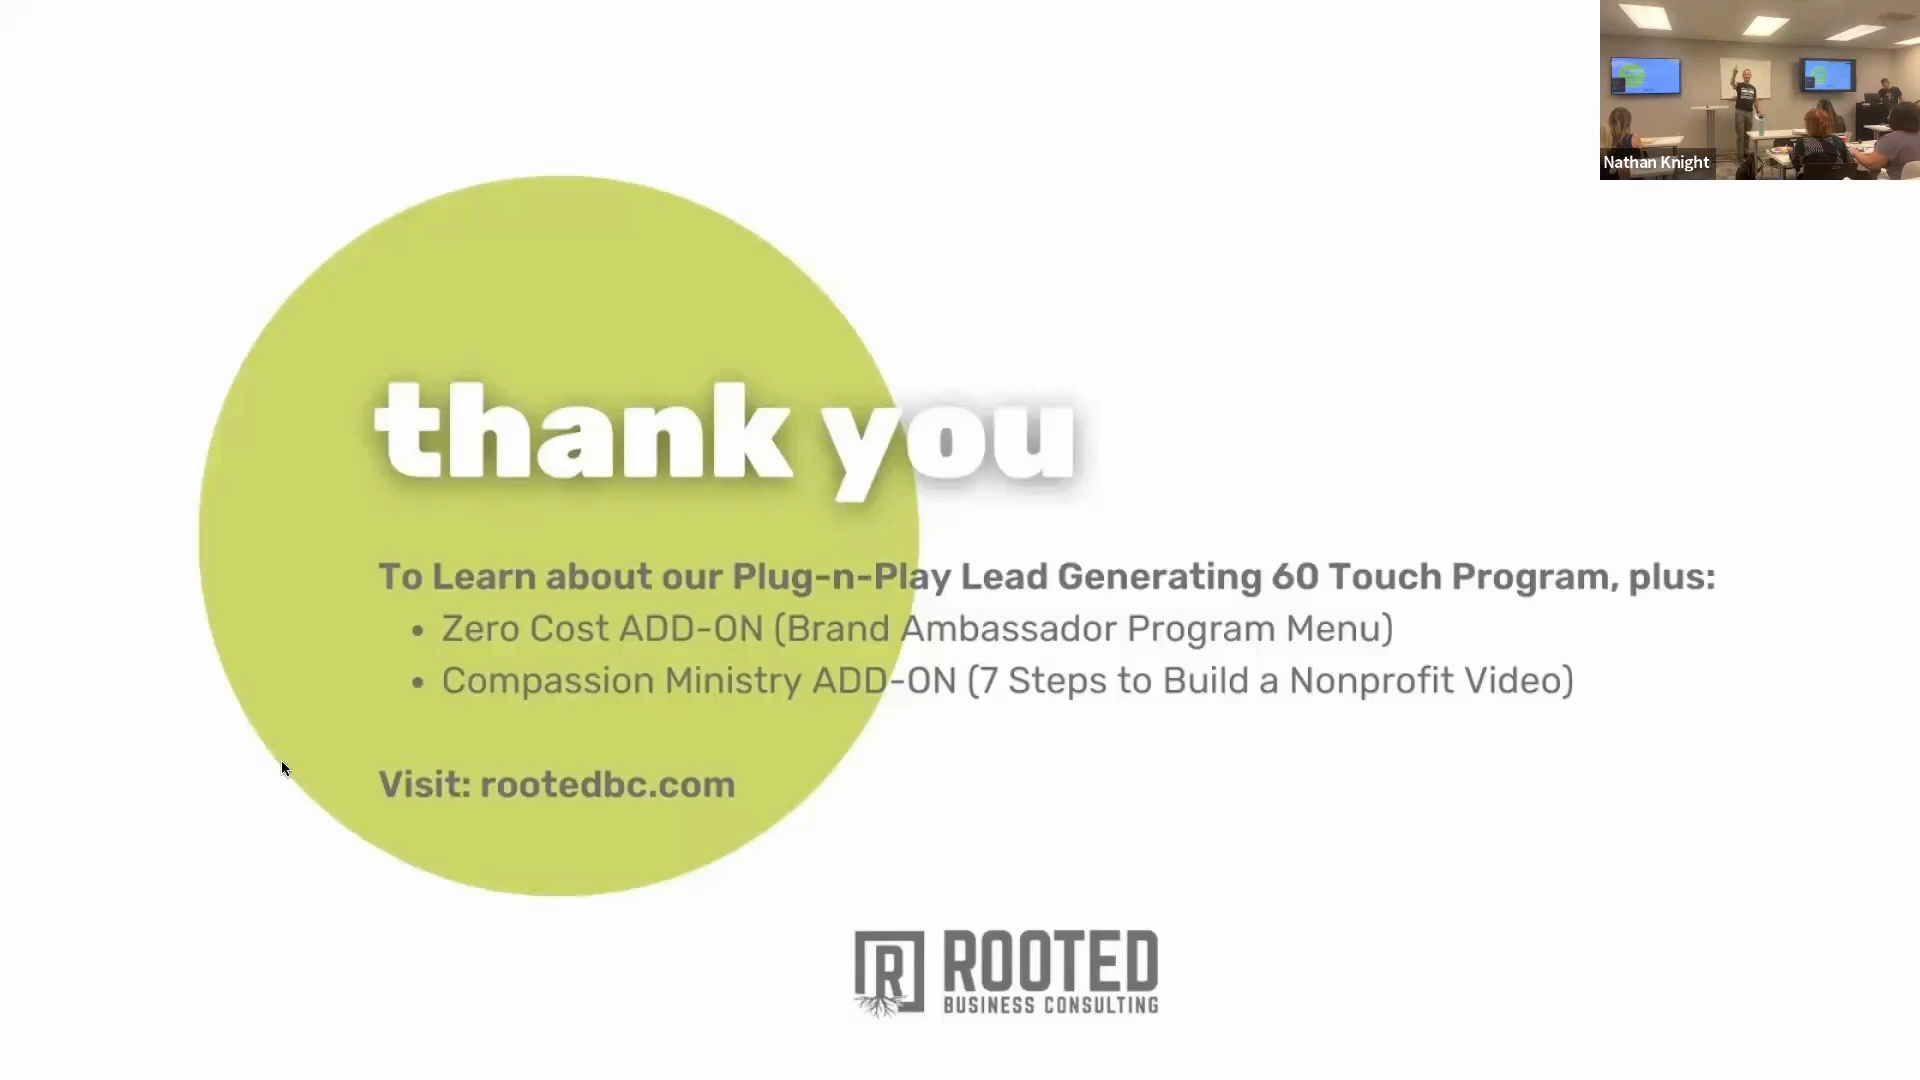 Nathan Knight
thank you
To Learn about our Plug-n-Play Lead Generating 60 Touch Program, plus:
• Zero Cost ADD-ON (Brand Ambassador Program Menu)
• Compassion Ministry ADD-ON (7 Steps to Build a Nonprofit Video)
Visit: rootedbc.com
R ROOTED
BUSINESS CONSULTING